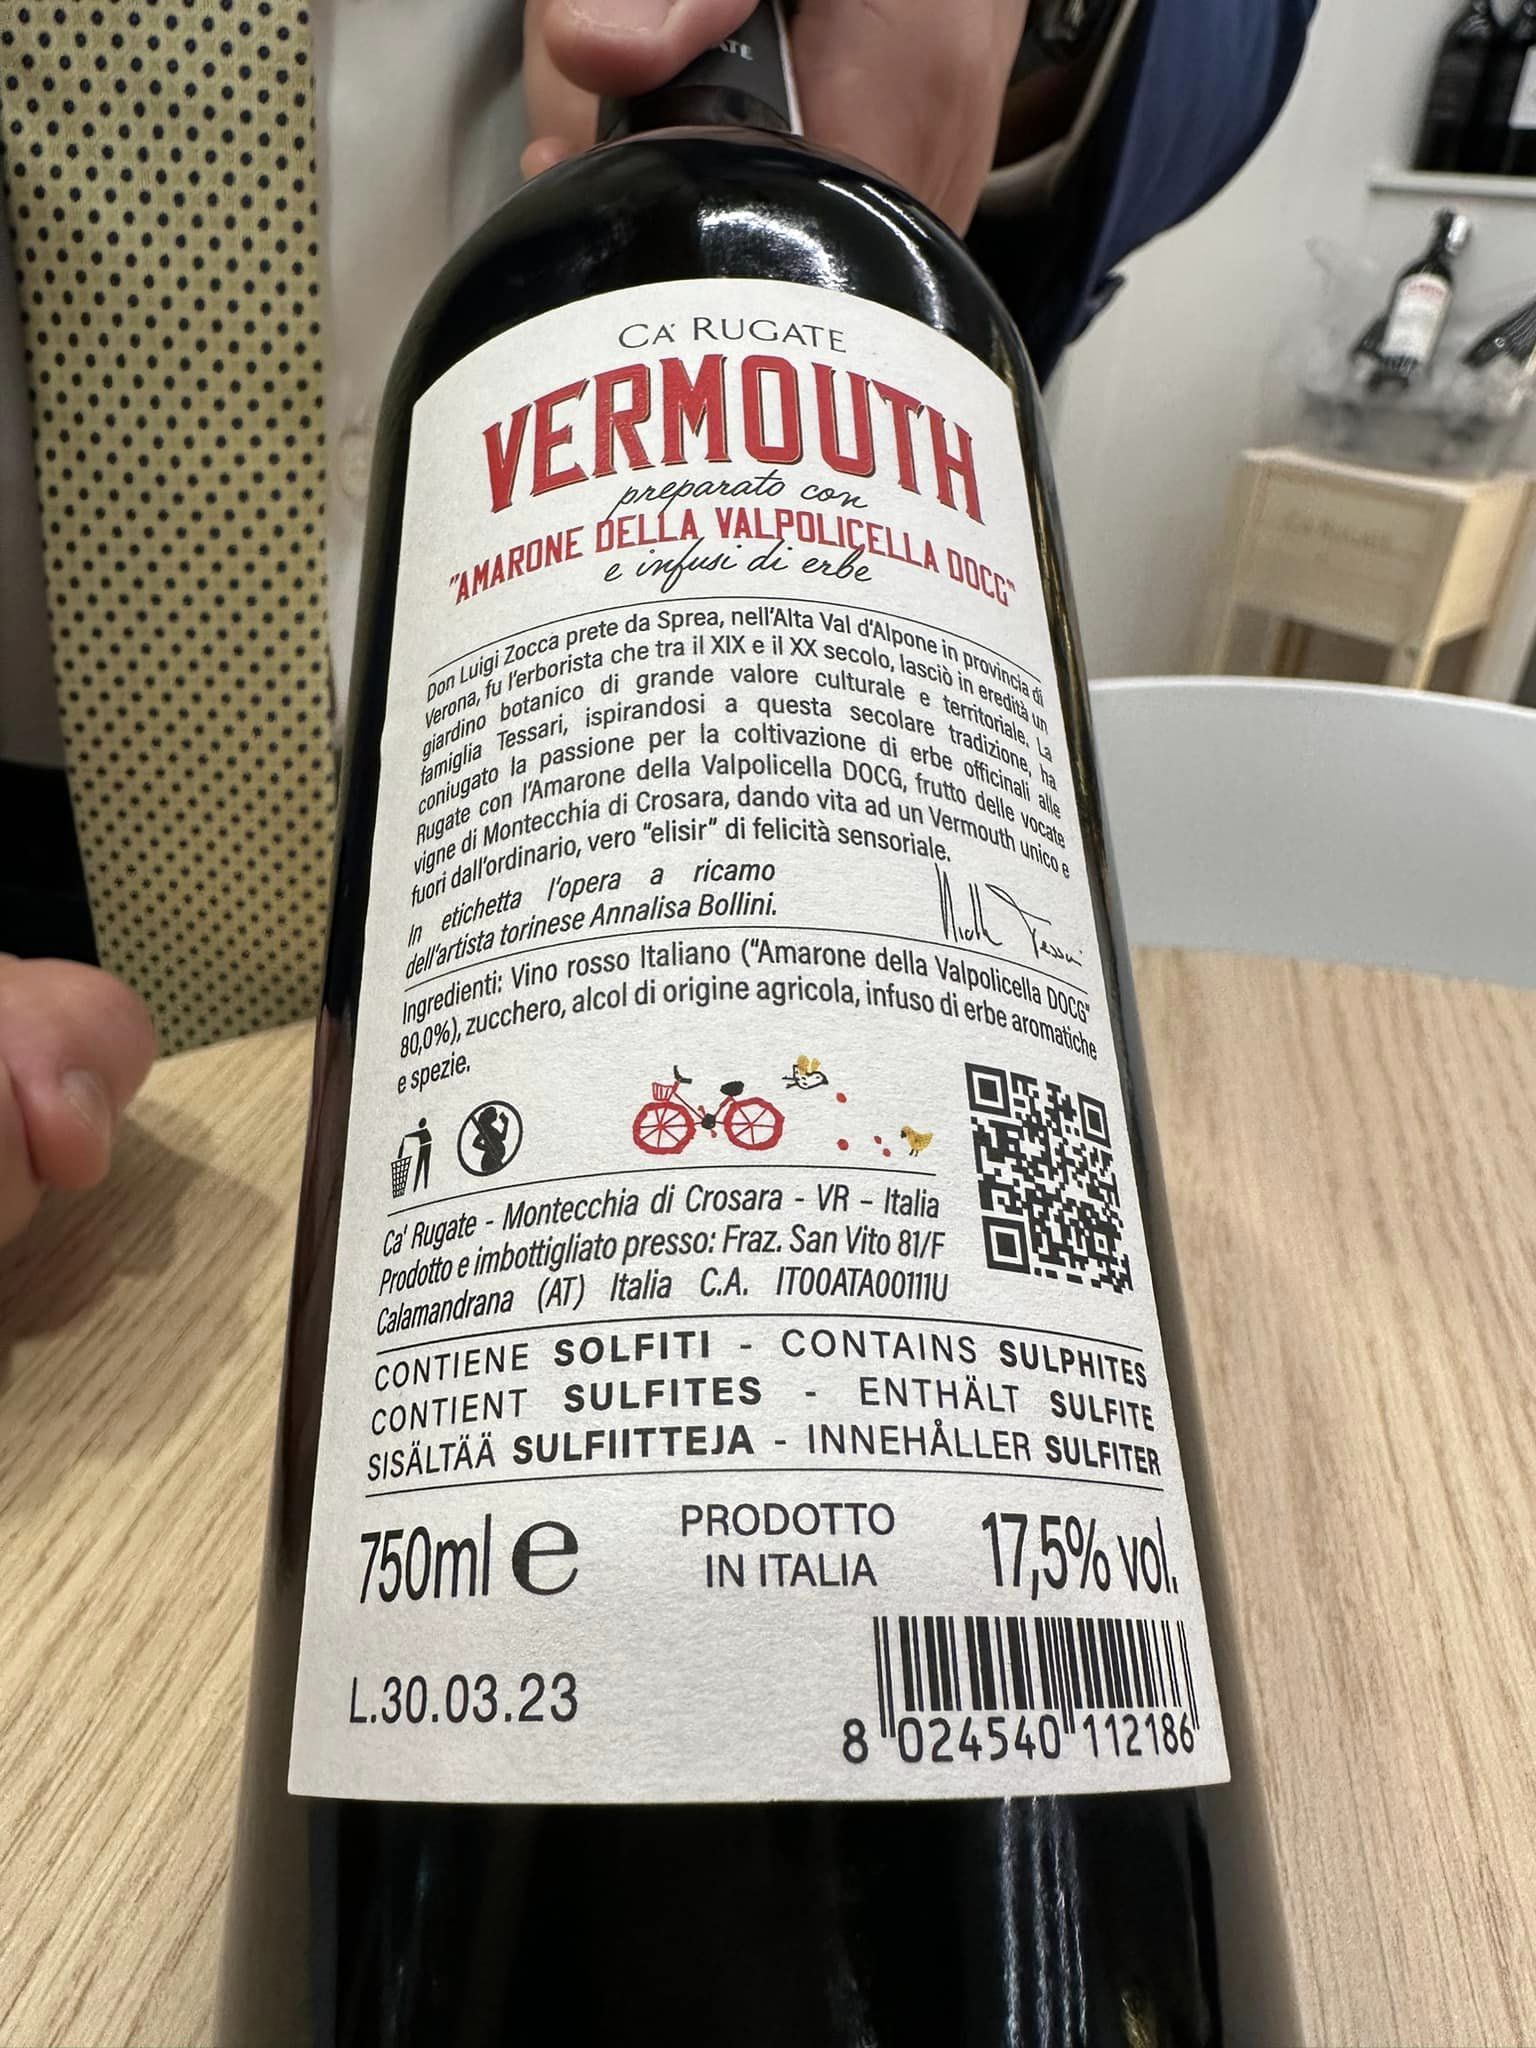 CA' RUGATE
VERMOUTH
preparato con
"AMARONE DELLA VALPOLICELLA DOCG"
e infusi di erbe
Don Luigi Zocca prete da Sprea, nell'Alta Val d'Alpone in provincia di
Verona, fu l'erborista che tra il XIX e il XX secolo, lasciò in eredità un
giardino botanico di grande valore culturale e territoriale. La
famiglia Tessari, ispirandosi a questa secolare tradizione, ha
coniugato la passione per la coltivazione di erbe officinali alle
Rugate con l'Amarone della Valpolicella DOCG, frutto delle vocate
vigne di Montecchia di Crosara, dando vita ad un Vermouth unico e
fuori dall'ordinario, vero "elisir" di felicità sensoriale.
In etichetta l'opera a ricamo
dell'artista torinese Annalisa Bollini.
Ingredienti: Vino rosso Italiano ("Amarone della Valpolicella DOCG"
80,0%), zucchero, alcol di origine agricola, infuso di erbe aromatiche
e spezie.
Ca' Rugate - Montecchia di Crosara - VR - Italia
Prodotto e imbottigliato presso: Fraz. San Vito 81/F
Calamandrana (AT) Italia C.A. IT00ATA00111U
CONTIENE SOLFITI - CONTAINS SULPHITES
CONTIENT SULFITES - ENTHÄLT SULFITE
SISÄLTÄÄ SULFIITTEJA - INNEHÅLLER SULFITER
750ml e
PRODOTTO
IN ITALIA
17,5% vol.
L.30.03.23
8 024540 112186